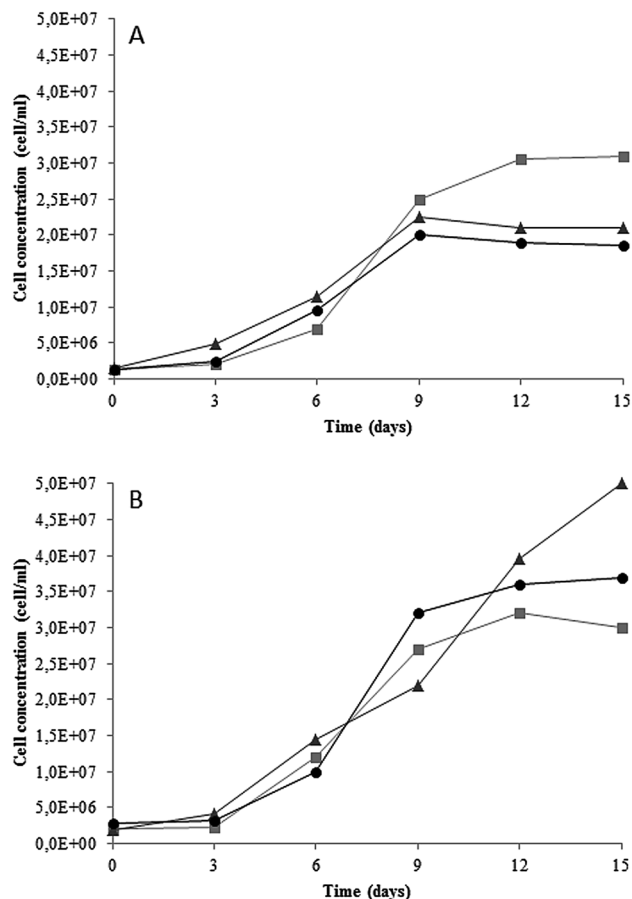 A
5,0E+07
4,5E+07
4,0E+07
3,5E+07
3,0E+07
2,5E+07
2,0E+07
1,5E+07
1,0E+07
5,0E+06
0,0E+00
Cell concentration (cell/ml)
0 3 6 9 12 15
Time (days)
B
5,0E+07
4,5E+07
4,0E+07
3,5E+07
3,0E+07
2,5E+07
2,0E+07
1,5E+07
1,0E+07
5,0E+06
0,0E+00
Cell concentration (cell/ml)
0 3 6 9 12 15
Time (days)